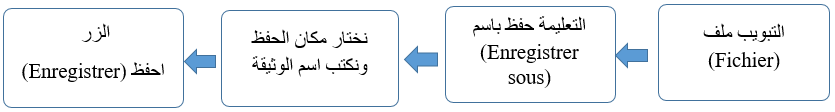 التبويب ملف
(Fichier)
التعليمة حفظ باسم
(Enregistrer
sous)
نختار مكان الحفظ
ونكتب اسم الوثيقة
الزر
احفظ (Enregistrer)